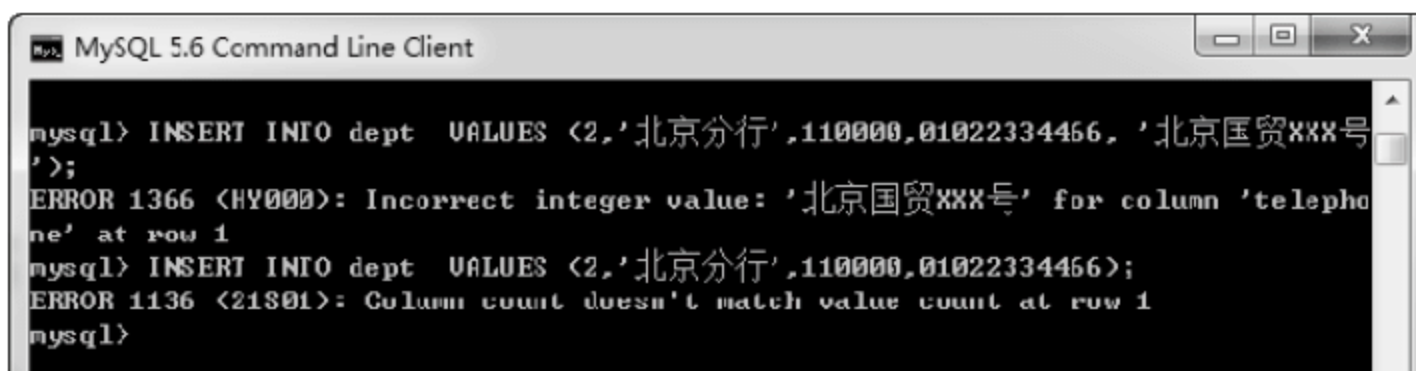 MySQL 5.6 Command Line Client
mysql> INSERT INTO dept  VALUES (2,'北京分行',110000,01022334466, '北京国贸XXX号
');
ERROR 1366 (HY000): Incorrect integer value: '北京国贸XXX号' for column 'telepho
ne' at row 1
mysql> INSERT INTO dept  VALUES (2,'北京分行',110000,01022334466);
ERROR 1136 (21S01): Column count doesn't match value count at row 1
mysql>